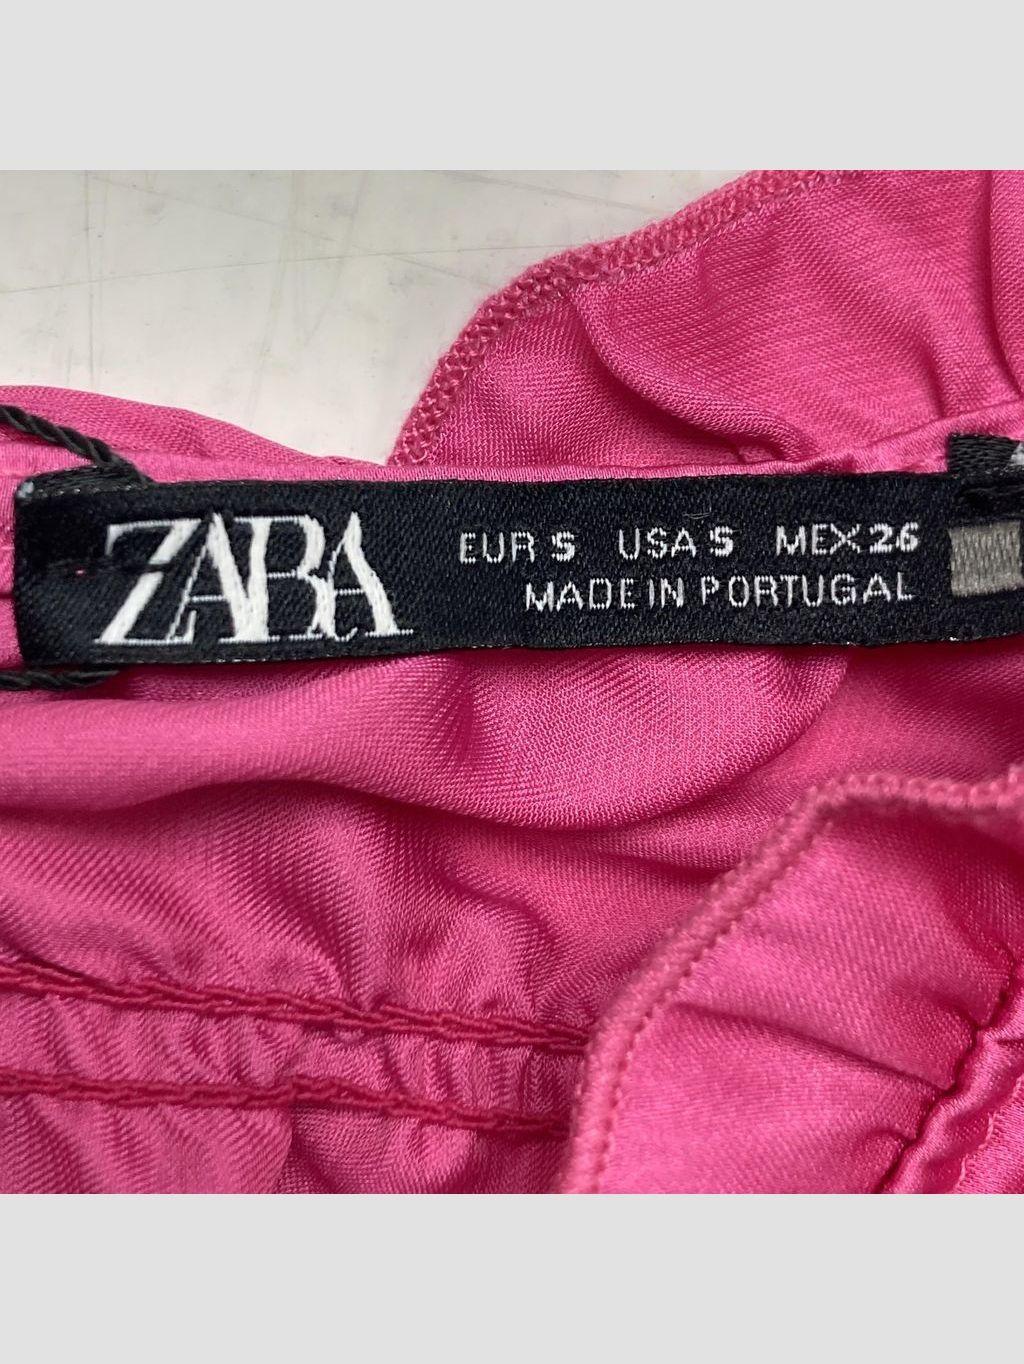 ZARA
EUR S USA S MEX 26
MADE IN PORTUGAL